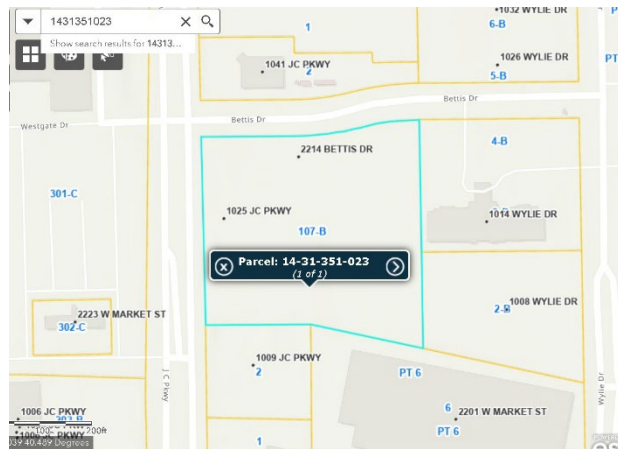 1431351023
Show search results for 14313...
1032 WYLIE DR
6-B
PT
1
1041 JC PKWY
2
1026 WYLIE DR
5-B
Bettis Dr
Westgate Dr
Bettis Dr
2214 BETTIS DR
4-B
301-C
1025 JC PKWY
1014 WYLIE DR
107-B
Parcel: 14-31-351-023
(1 of 1)
2223 W MARKET ST
302-C
1008 WYLIE DR
1009 JC PKWY
2
PT 6
J C Pkwy
Wylie Dr
1006 JC PKWY
6
2201 W MARKET ST
100
200ft
PT 6
1